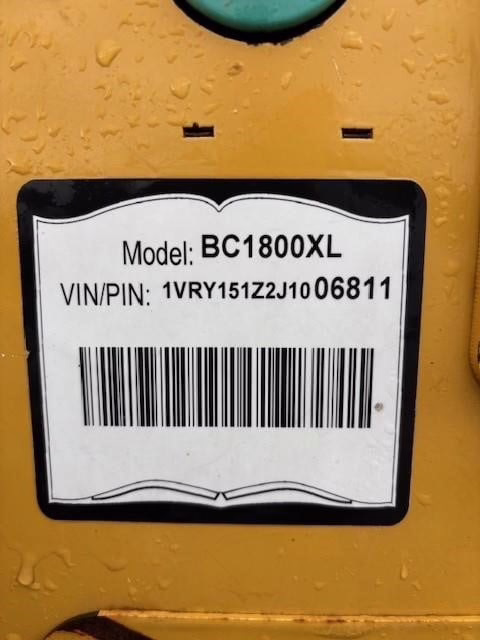 Model: BC1800XL
VIN/PIN: 1VRY151Z2J1006811